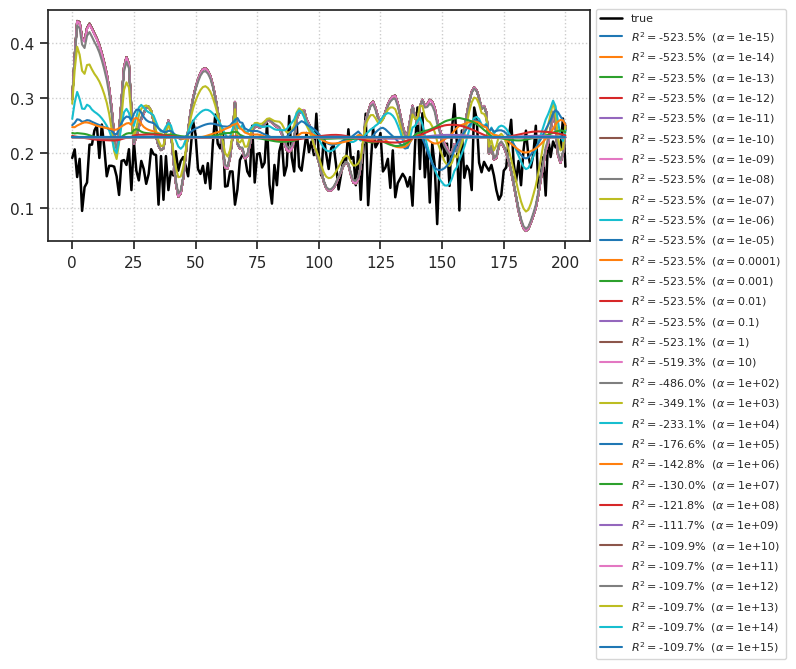 0.4
0.3
0.2
0.1
0 25 50 75 100 125 150 175 200
true
R² = -523.5% (α = 1e-15)
R² = -523.5% (α = 1e-14)
R² = -523.5% (α = 1e-13)
R² = -523.5% (α = 1e-12)
R² = -523.5% (α = 1e-11)
R² = -523.5% (α = 1e-10)
R² = -523.5% (α = 1e-09)
R² = -523.5% (α = 1e-08)
R² = -523.5% (α = 1e-07)
R² = -523.5% (α = 1e-06)
R² = -523.5% (α = 1e-05)
R² = -523.5% (α = 0.0001)
R² = -523.5% (α = 0.001)
R² = -523.5% (α = 0.01)
R² = -523.5% (α = 0.1)
R² = -523.1% (α = 1)
R² = -519.3% (α = 10)
R² = -486.0% (α = 1e+02)
R² = -349.1% (α = 1e+03)
R² = -233.1% (α = 1e+04)
R² = -176.6% (α = 1e+05)
R² = -142.8% (α = 1e+06)
R² = -130.0% (α = 1e+07)
R² = -121.8% (α = 1e+08)
R² = -111.7% (α = 1e+09)
R² = -109.9% (α = 1e+10)
R² = -109.7% (α = 1e+11)
R² = -109.7% (α = 1e+12)
R² = -109.7% (α = 1e+13)
R² = -109.7% (α = 1e+14)
R² = -109.7% (α = 1e+15)